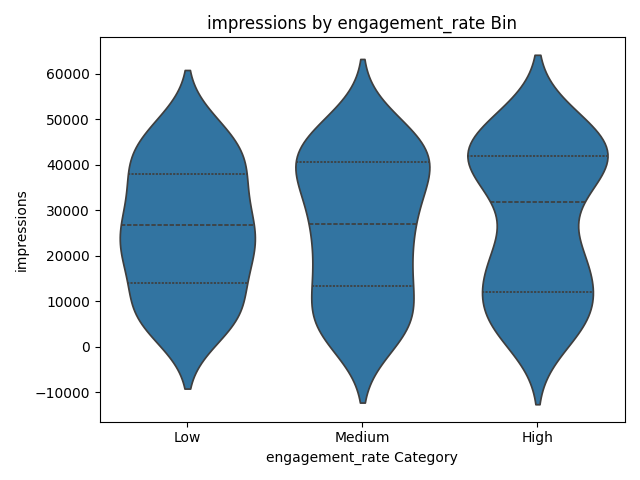 impressions by engagement_rate Bin
60000
50000
40000
30000
20000
10000
0
−10000
impressions
Low Medium High
engagement_rate Category